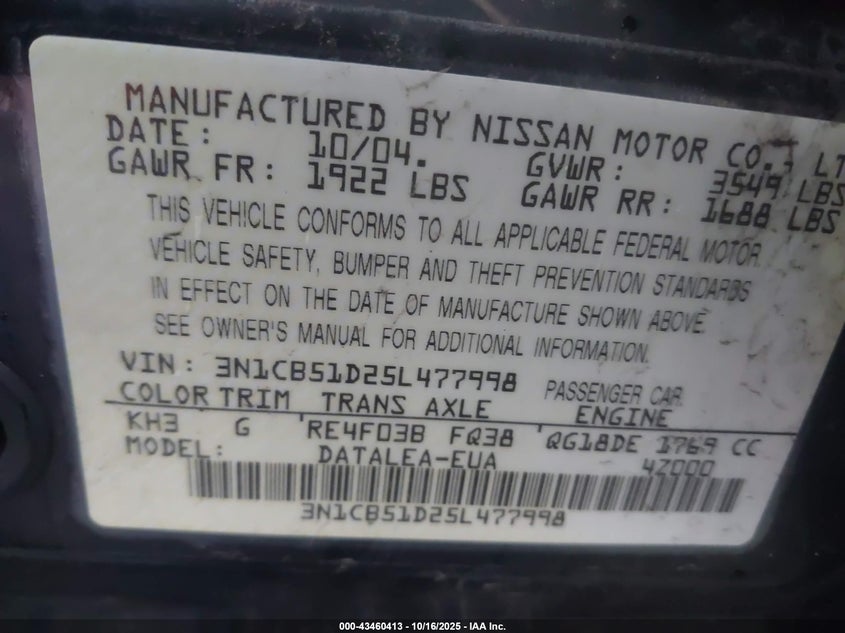 MANUFACTURED BY NISSAN MOTOR CO., LT
DATE: 10/04. GVWR: 3549 LBS
GAWR FR: 1922 LBS GAWR RR: 1688 LBS
THIS VEHICLE CONFORMS TO ALL APPLICABLE FEDERAL MOTOR
VEHICLE SAFETY, BUMPER AND THEFT PREVENTION STANDARDS
IN EFFECT ON THE DATE OF MANUFACTURE SHOWN ABOVE.
SEE OWNER'S MANUAL FOR ADDITIONAL INFORMATION.
VIN: 3N1CB51D25L477998 PASSENGER CAR
COLOR TRIM TRANS AXLE ENGINE
KH3 G RE4F03B FQ38 QG18DE 1769 CC
MODEL: DATALEA-EUA 4Z000
3N1CB51D25L477998
000-43460413 - 10/16/2025 - IAA Inc.